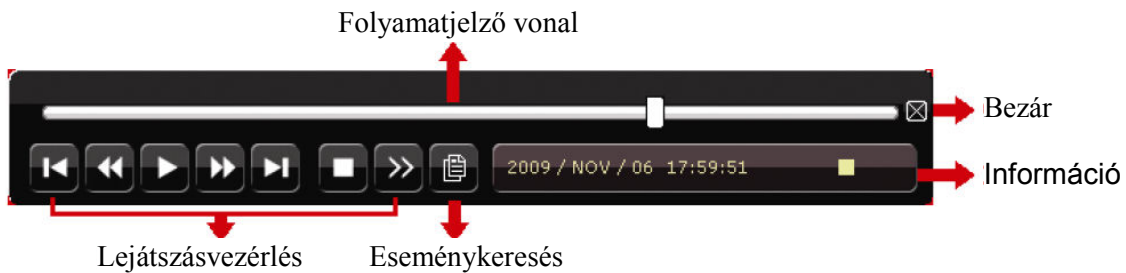 Folyamatjelző vonal
Bezár
2009 / NOV / 06 17:59:51
Információ
Lejátszásvezérlés
Eseménykeresés